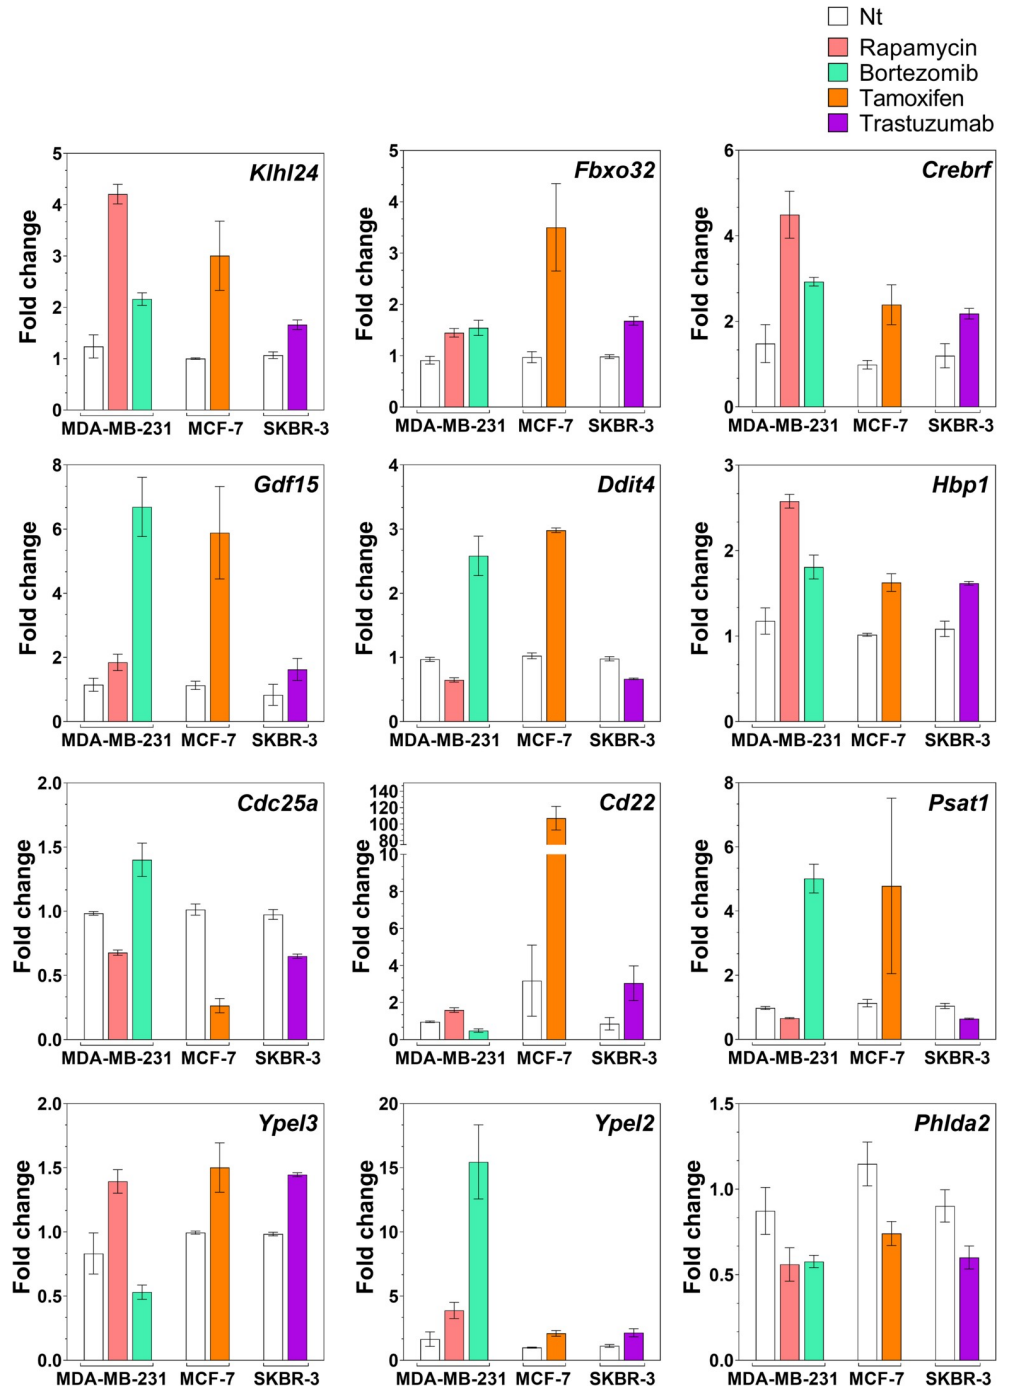 Nt
Rapamycin
Bortezomib
Tamoxifen
Trastuzumab
Klhl24
Fold change
5
4
3
2
1
0
MDA-MB-231 MCF-7 SKBR-3
Fbxo32
Fold change
5
4
3
2
1
0
MDA-MB-231 MCF-7 SKBR-3
Crebrf
Fold change
6
4
2
0
MDA-MB-231 MCF-7 SKBR-3
Gdf15
Fold change
8
6
4
2
0
MDA-MB-231 MCF-7 SKBR-3
Ddit4
Fold change
4
3
2
1
0
MDA-MB-231 MCF-7 SKBR-3
Hbp1
Fold change
3
2
1
0
MDA-MB-231 MCF-7 SKBR-3
Cdc25a
Fold change
2.0
1.5
1.0
0.5
0.0
MDA-MB-231 MCF-7 SKBR-3
Cd22
Fold change
140
120
100
80
10
8
6
4
2
0
MDA-MB-231 MCF-7 SKBR-3
Psat1
Fold change
8
6
4
2
0
MDA-MB-231 MCF-7 SKBR-3
Ypel3
Fold change
2.0
1.5
1.0
0.5
0.0
MDA-MB-231 MCF-7 SKBR-3
Ypel2
Fold change
20
15
10
5
0
MDA-MB-231 MCF-7 SKBR-3
Phlda2
Fold change
1.5
1.0
0.5
0.0
MDA-MB-231 MCF-7 SKBR-3